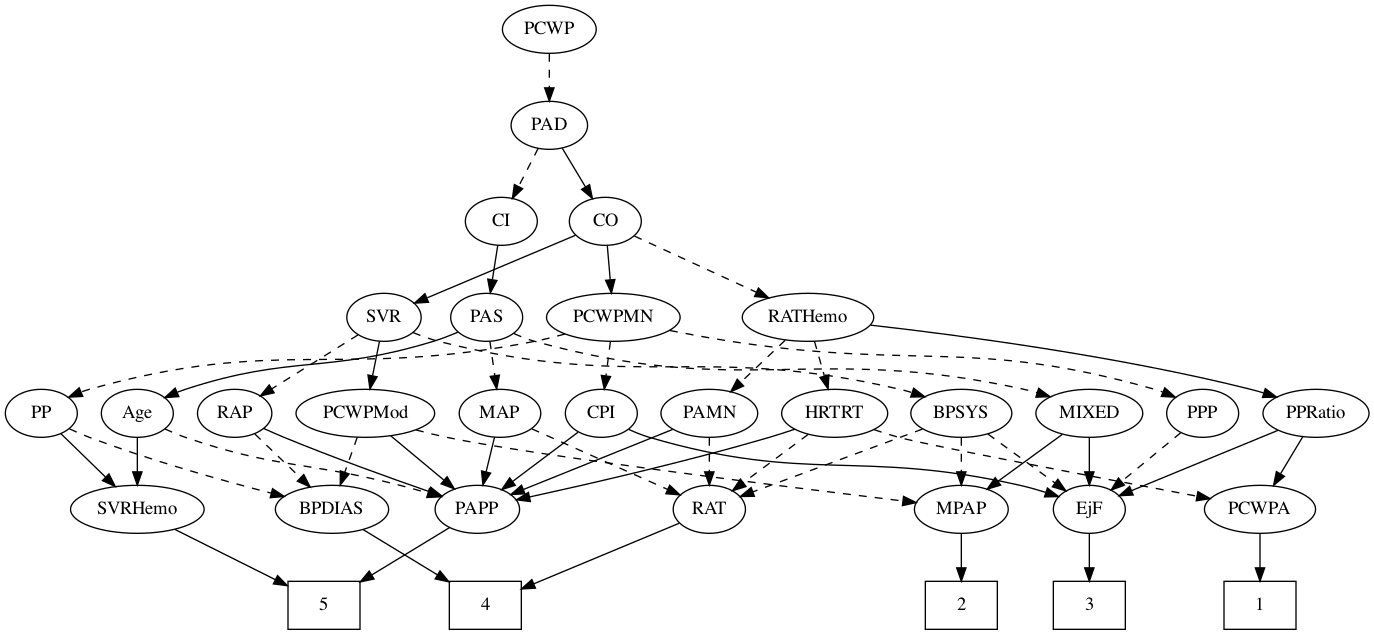 PCWP
PAD
CI
CO
SVR
PAS
PCWPMN
RATHemo
PP
Age
RAP
PCWPMod
MAP
CPI
PAMN
HRTRT
BPSYS
MIXED
PPP
PPRatio
SVRHemo
BPDIAS
PAPP
RAT
MPAP
EjF
PCWPA
5
4
2
3
1